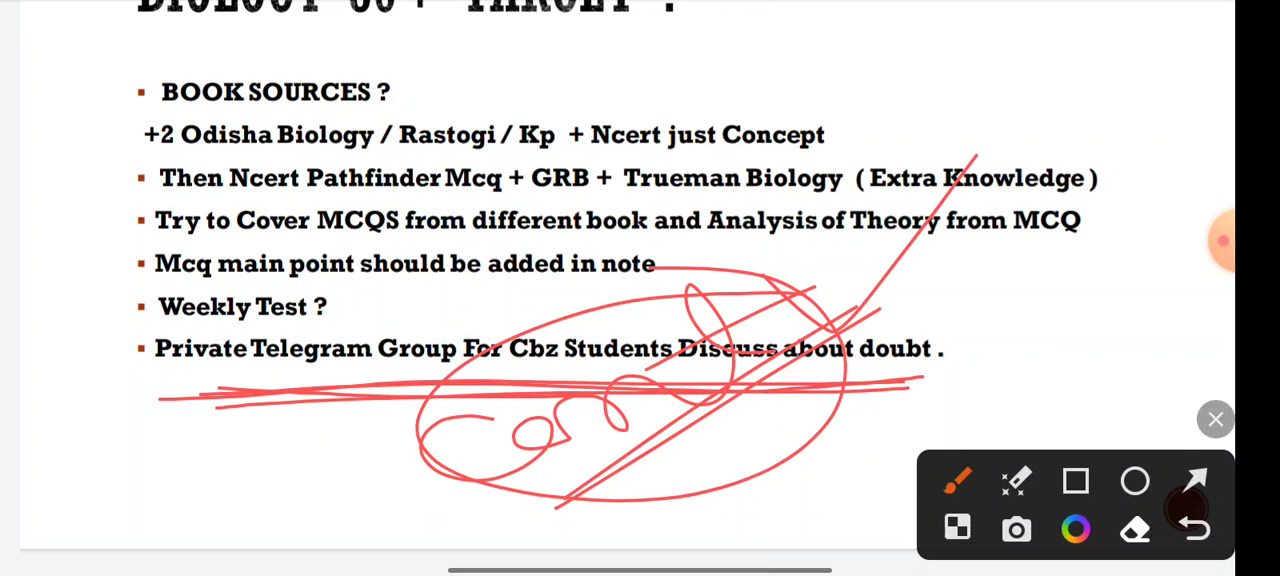 BIOLOGY
TARGET ?
▪ BOOK SOURCES ?
+2 Odisha Biology / Rastogi / Kp + Ncert just Concept
▪ Then Ncert Pathfinder Mcq + GRB + Trueman Biology ( Extra Knowledge )
▪ Try to Cover MCQS from different book and Analysis of Theory from MCQ
▪ Mcq main point should be added in note
▪ Weekly Test ?
▪ Private Telegram Group For Cbz Students Discuss about doubt .